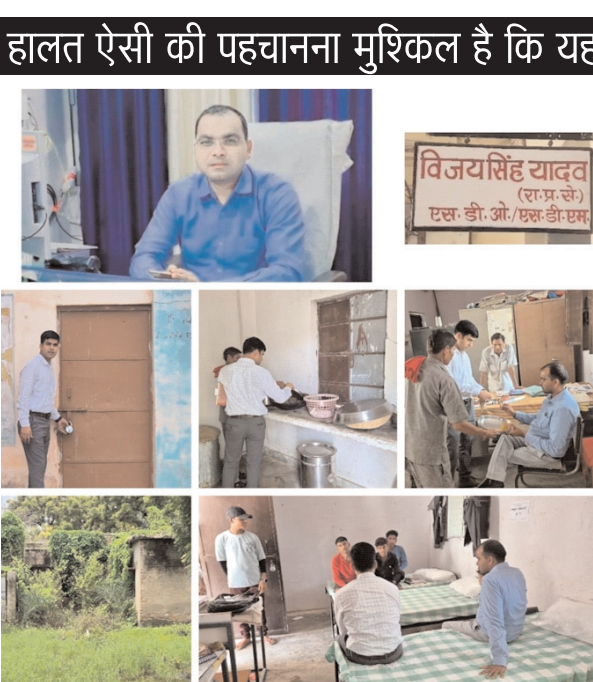 हालत ऐसी की पहचानना मुश्किल है कि यह
विजयसिंह यादव
(रा.प्र.से.)
एस.डी.ओ./एस.डी.एम.